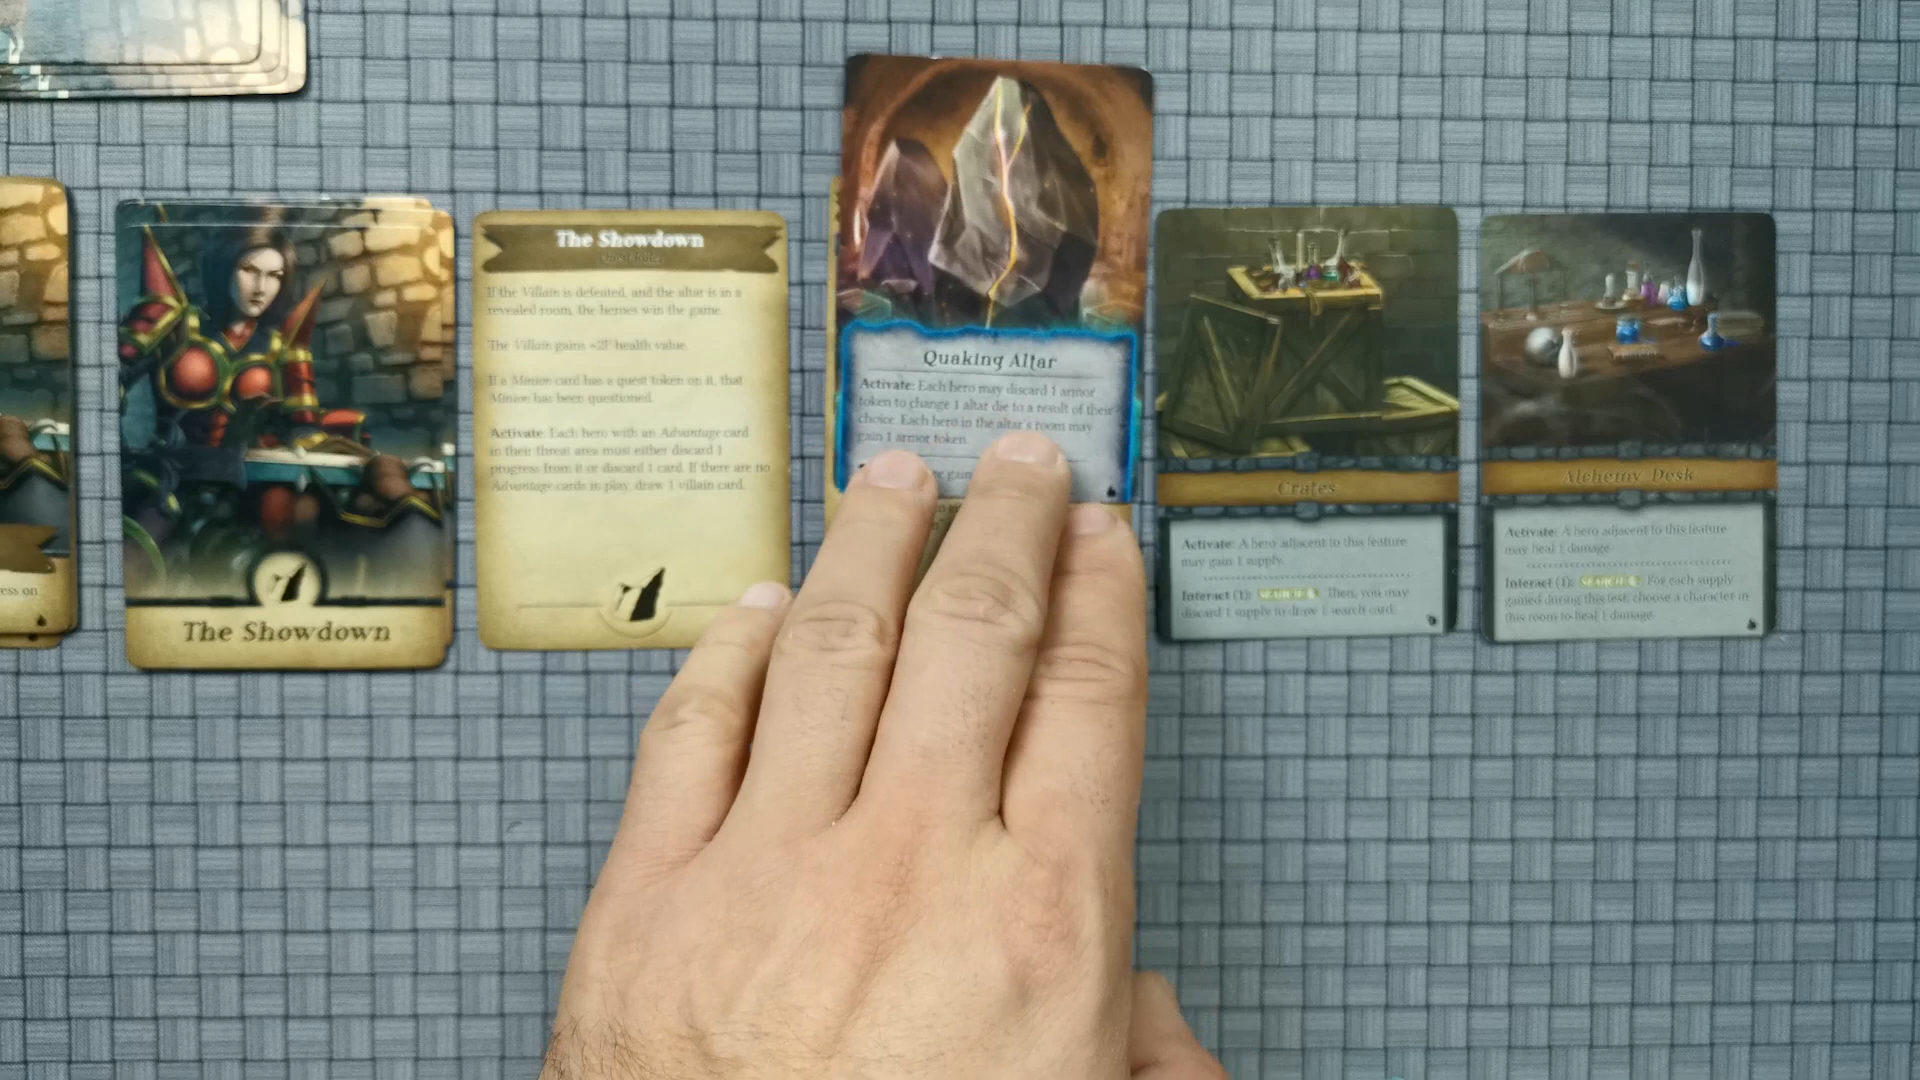 ess on
The Showdown
The Showdown
Quest Rules
If the Villain is defeated, and the altar is in a
revealed room, the heroes win the game.
The Villain gains health value.
If a Minion card has a quest token on it, that
Minion has been questioned.
Activate: Each hero with an Advantage card
in their threat area must either discard 1
progress from it or discard 1 card. If there are no
Advantage cards in play, draw 1 villain card.
Quaking Altar
Activate: Each hero may discard 1 armor
token to change 1 altar die to a result of their
choice. Each hero in the altar's room may
gain 1 armor token.
gain
Crates
Activate: A hero adjacent to this feature
may gain 1 supply.
Interact (1): SEARCH Then, you may
discard 1 supply to draw 1 search card.
Alchemy Desk
Activate: A hero adjacent to this feature
may heal 1 damage.
Interact (1): SEARCH For each supply
gained during this test, choose a character in
this room to heal 1 damage.